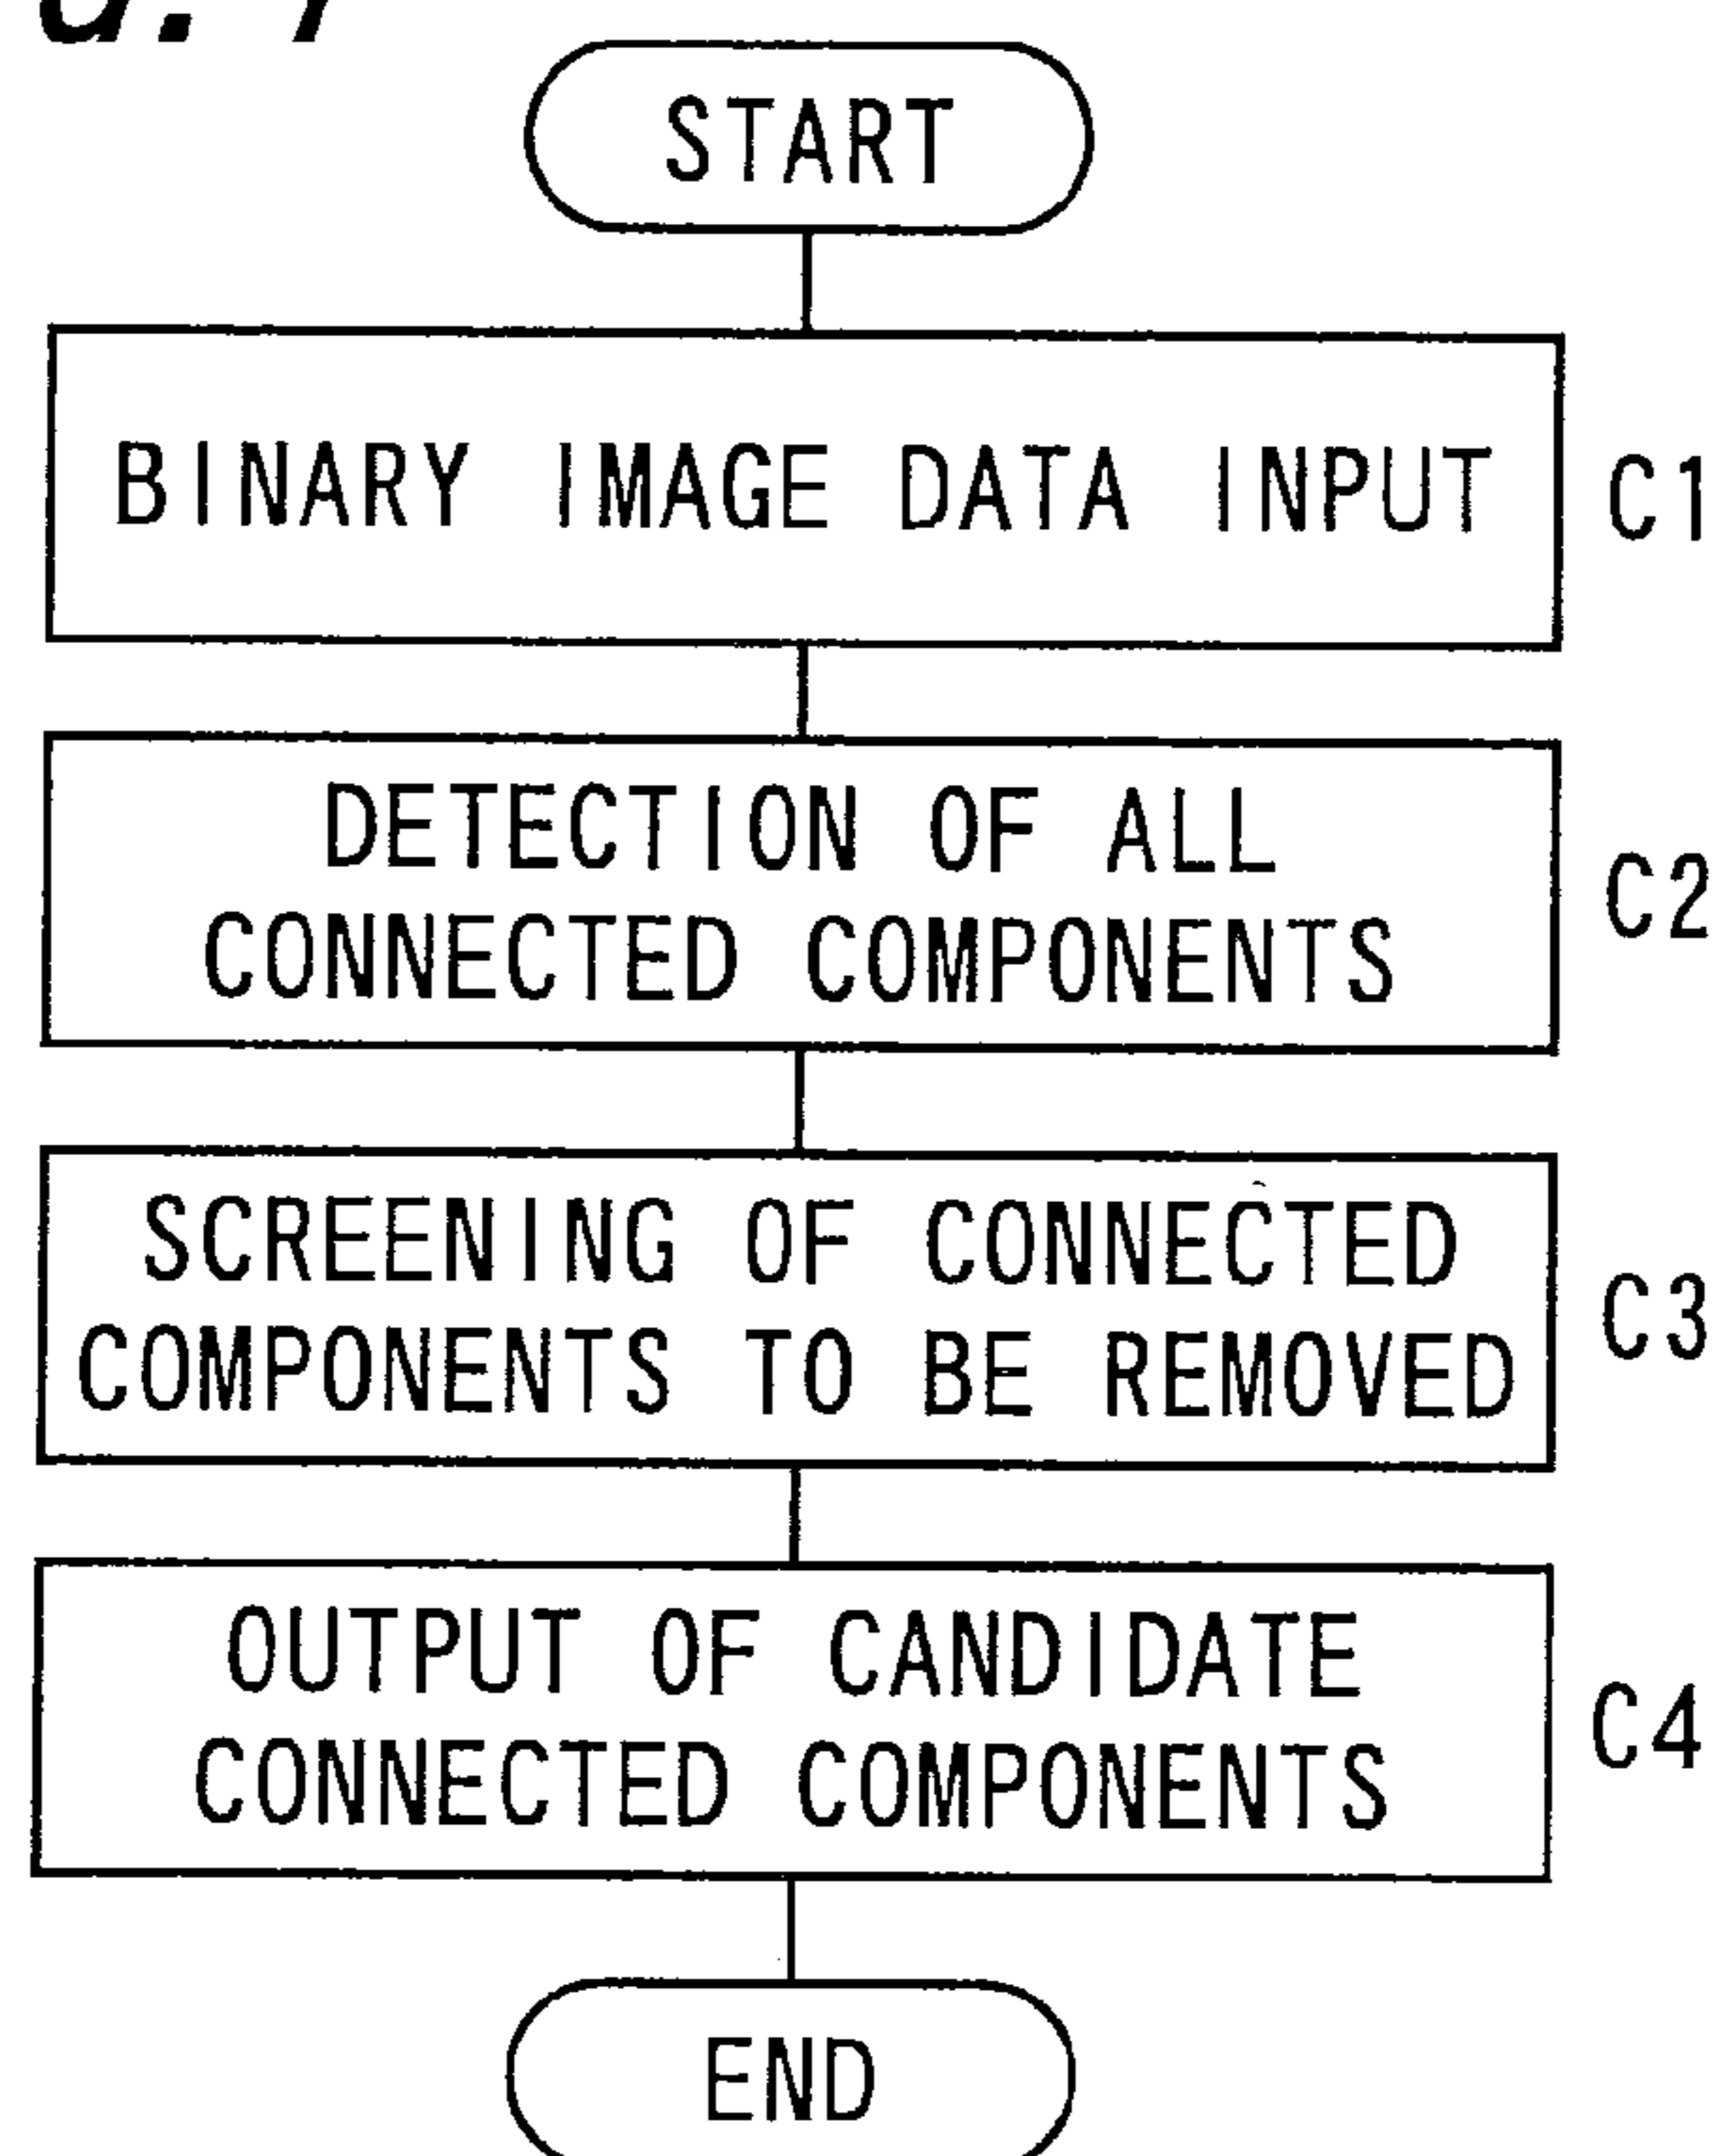 START
BINARY IMAGE DATA INPUT
C1
DETECTION OF ALL
CONNECTED COMPONENTS
C2
SCREENING OF CONNECTED
COMPONENTS TO BE REMOVED
C3
OUTPUT OF CANDIDATE
CONNECTED COMPONENTS
C4
END